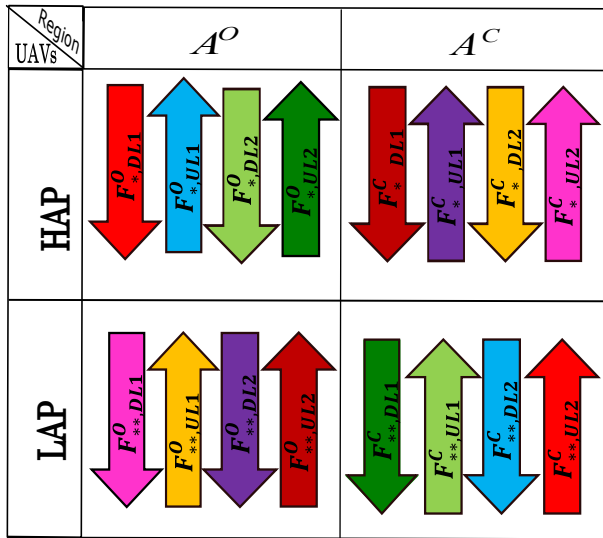 Region
UAVs
A^O
A^C
HAP
F^O_{*,DL1}
F^O_{*,UL1}
F^O_{*,DL2}
F^O_{*,UL2}
F^C_{*,DL1}
F^C_{*,UL1}
F^C_{*,DL2}
F^C_{*,UL2}
LAP
F^O_{**,DL1}
F^O_{**,UL1}
F^O_{**,DL2}
F^O_{**,UL2}
F^C_{**,DL1}
F^C_{**,UL1}
F^C_{**,DL2}
F^C_{**,UL2}